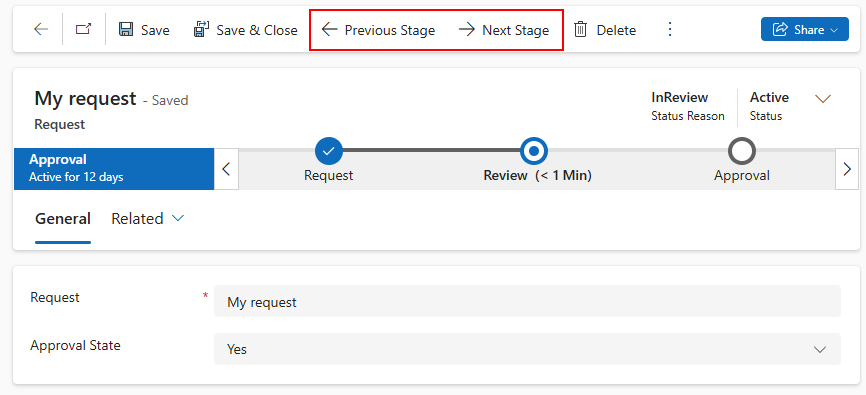 Save Save & Close Previous Stage Next Stage Delete Share
My request - Saved
Request
InReview
Status Reason
Active
Status
Approval
Active for 12 days
Request
Review (< 1 Min)
Approval
General Related
Request * My request
Approval State Yes